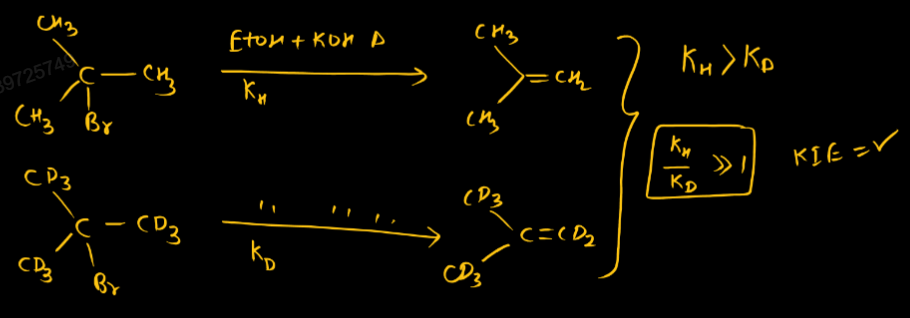 CH3
C — CH3
CH3 Br
EtOH + KOH Δ
KH
CH3
=CH2
CH3
KH > KD
KH/KD >> 1
KIE = ✓
CD3
C — CD3
CD3
Br
,, ,, ,,
KD
CD3
C=CD2
CD3
39725749